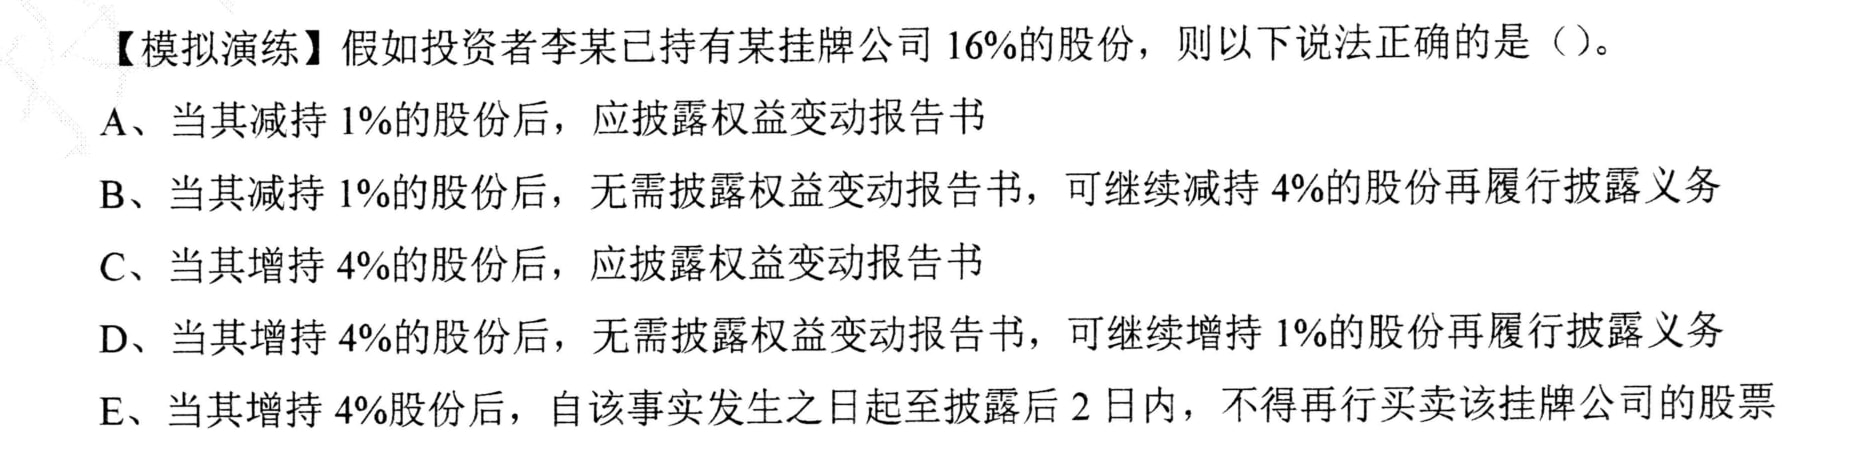 【模拟演练】假如投资者李某已持有某挂牌公司 16%的股份，则以下说法正确的是（）。
A、当其减持 1%的股份后，应披露权益变动报告书
B、当其减持 1%的股份后，无需披露权益变动报告书，可继续减持 4%的股份再履行披露义务
C、当其增持 4%的股份后，应披露权益变动报告书
D、当其增持 4%的股份后，无需披露权益变动报告书，可继续增持 1%的股份再履行披露义务
E、当其增持 4%股份后，自该事实发生之日起至披露后 2 日内，不得再行买卖该挂牌公司的股票